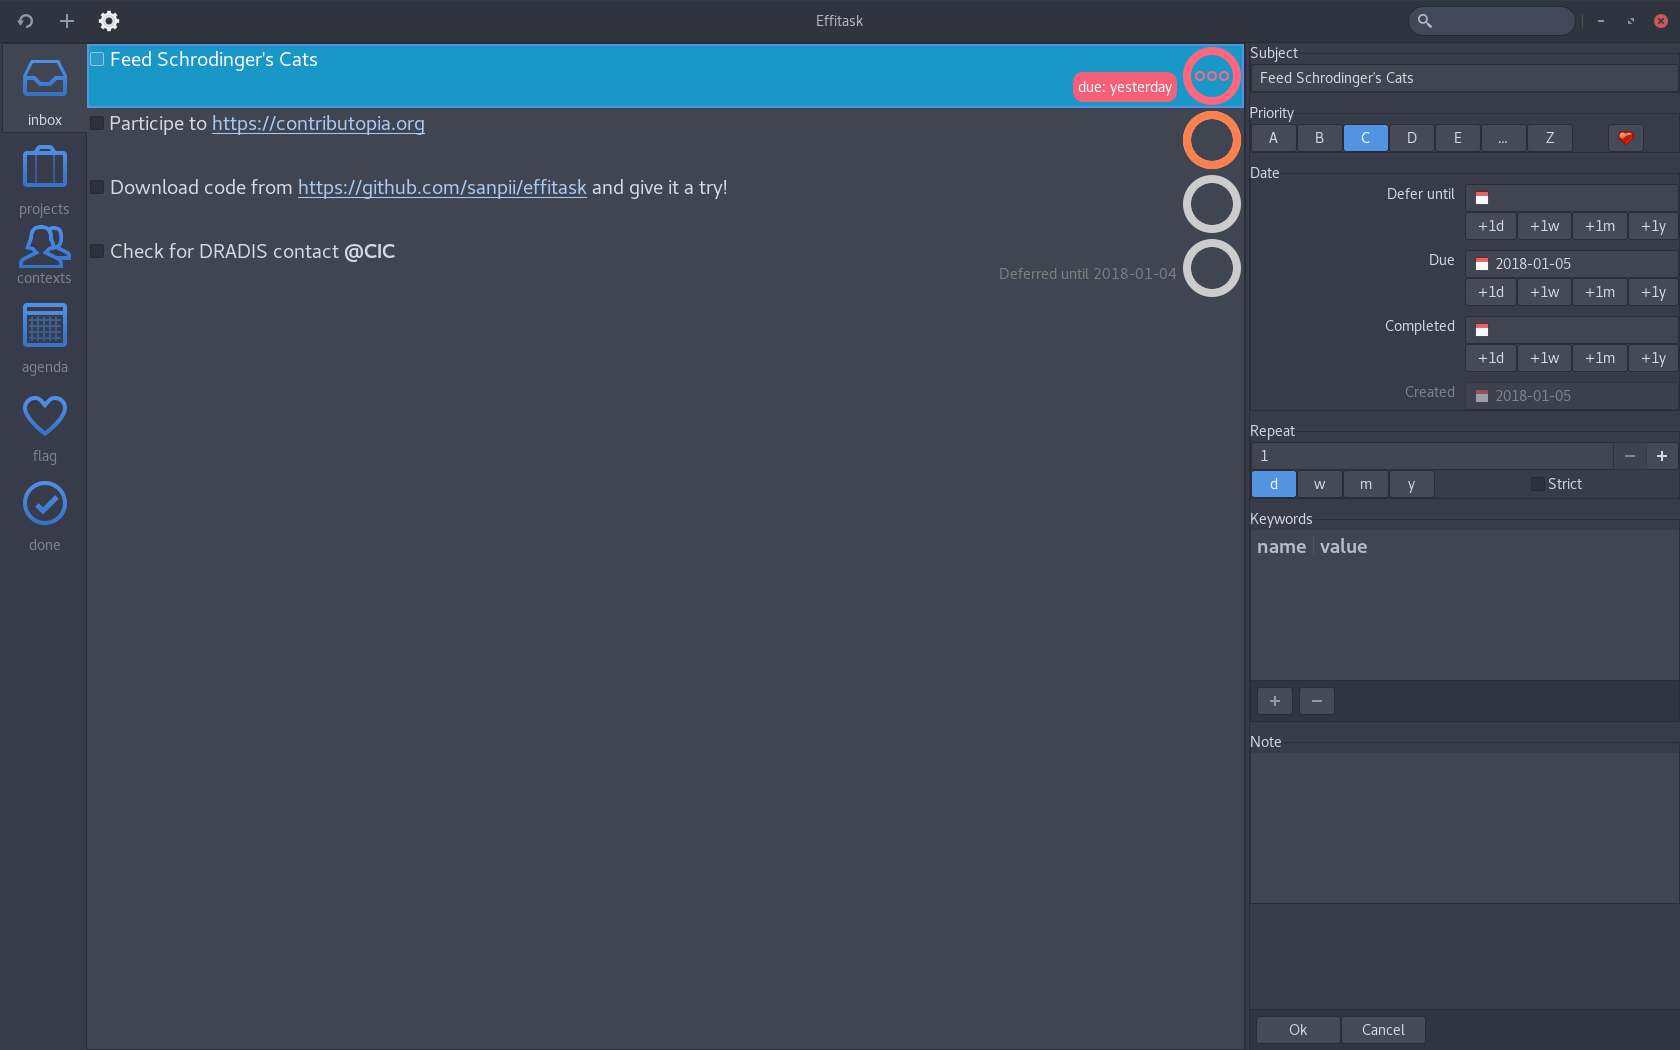 Effitask
inbox
projects
contexts
agenda
flag
done
Feed Schrodinger's Cats
due: yesterday
Participe to https://contributopia.org
Download code from https://github.com/sanpii/effitask and give it a try!
Check for DRADIS contact @CIC
Deferred until 2018-01-04
Subject
Feed Schrodinger's Cats
Priority
A B C D E ... Z
Date
Defer until
+1d +1w +1m +1y
Due 2018-01-05
+1d +1w +1m +1y
Completed
+1d +1w +1m +1y
Created 2018-01-05
Repeat
1 − +
d w m y Strict
Keywords
name value
+ −
Note
Ok Cancel